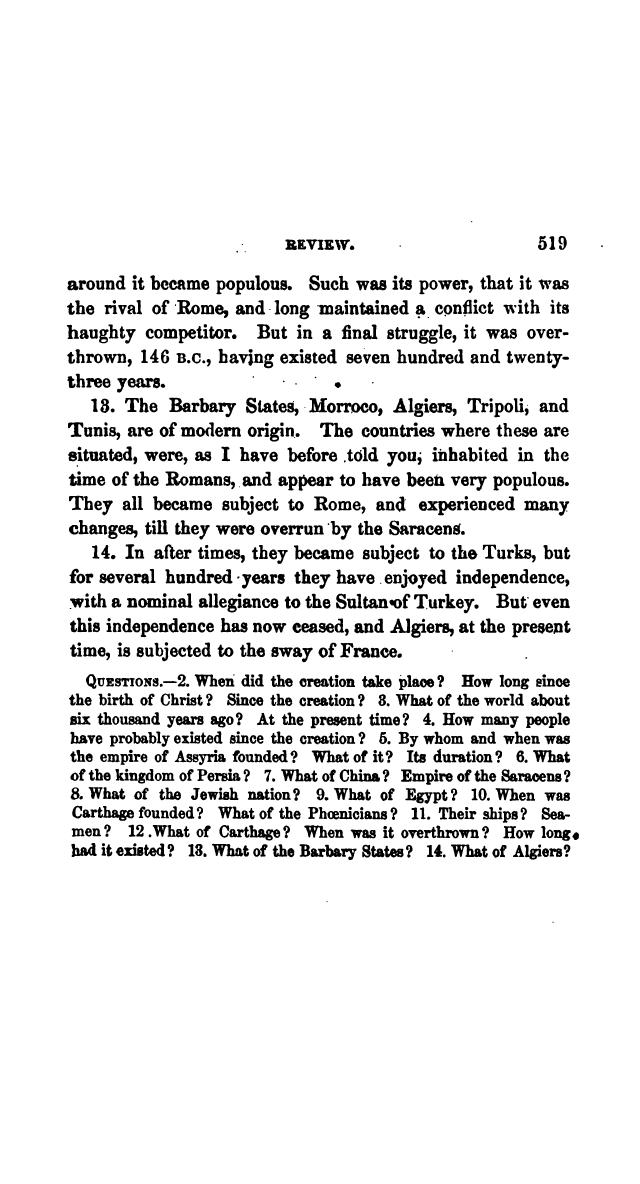 REVIEW. 519
around it became populous. Such was its power, that it was
the rival of Rome, and long maintained a conflict with its
haughty competitor. But in a final struggle, it was over-
thrown, 146 B.C., having existed seven hundred and twenty-
three years.
13. The Barbary States, Morroco, Algiers, Tripoli, and
Tunis, are of modern origin. The countries where these are
situated, were, as I have before told you, inhabited in the
time of the Romans, and appear to have been very populous.
They all became subject to Rome, and experienced many
changes, till they were overrun by the Saracens.
14. In after times, they became subject to the Turks, but
for several hundred years they have enjoyed independence,
with a nominal allegiance to the Sultan of Turkey. But even
this independence has now ceased, and Algiers, at the present
time, is subjected to the sway of France.
QUESTIONS.—2. When did the creation take place? How long since
the birth of Christ? Since the creation? 3. What of the world about
six thousand years ago? At the present time? 4. How many people
have probably existed since the creation? 5. By whom and when was
the empire of Assyria founded? What of it? Its duration? 6. What
of the kingdom of Persia? 7. What of China? Empire of the Saracens?
8. What of the Jewish nation? 9. What of Egypt? 10. When was
Carthage founded? What of the Phœnicians? 11. Their ships? Sea-
men? 12. What of Carthage? When was it overthrown? How long
had it existed? 13. What of the Barbary States? 14. What of Algiers?